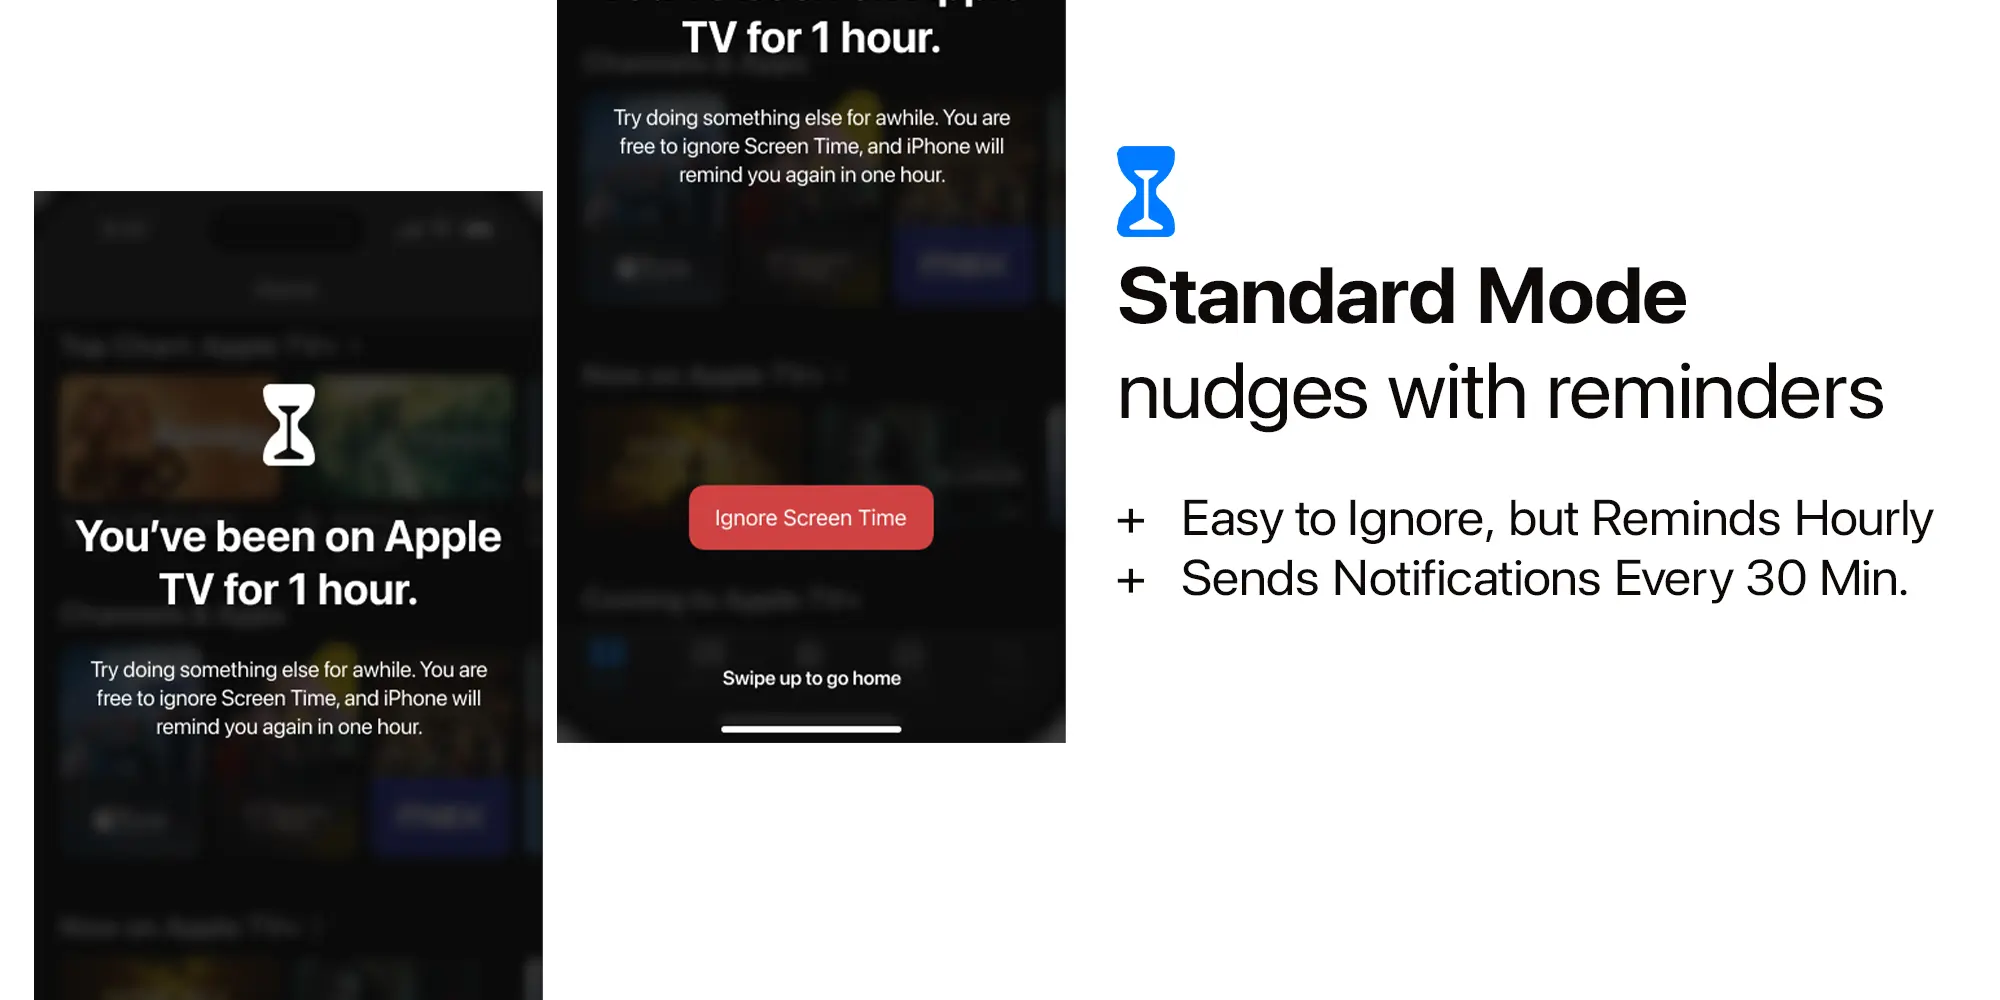 You've been on Apple
TV for 1 hour.
Try doing something else for awhile. You are
free to ignore Screen Time, and iPhone will
remind you again in one hour.
TV for 1 hour.
Try doing something else for awhile. You are
free to ignore Screen Time, and iPhone will
remind you again in one hour.
Ignore Screen Time
Swipe up to go home
Standard Mode
nudges with reminders
+ Easy to Ignore, but Reminds Hourly
+ Sends Notifications Every 30 Min.